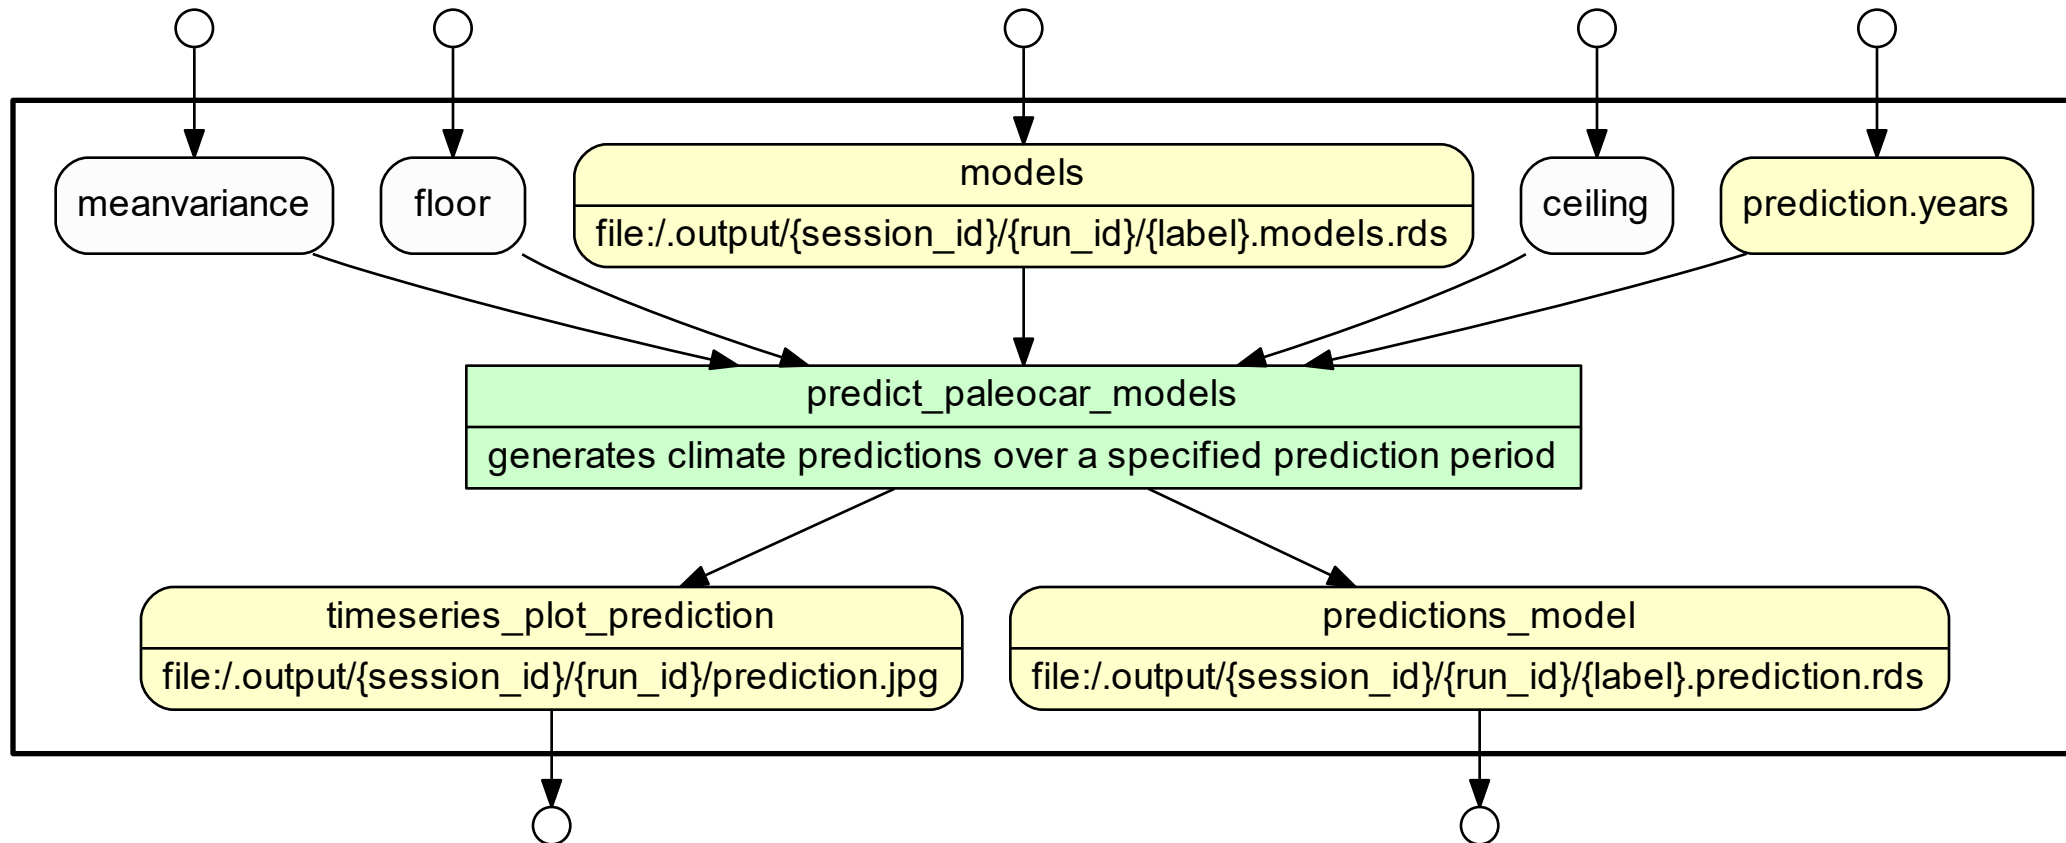 meanvariance
floor
models
file:/.output/{session_id}/{run_id}/{label}.models.rds
ceiling
prediction.years
predict_paleocar_models
generates climate predictions over a specified prediction period
timeseries_plot_prediction
file:/.output/{session_id}/{run_id}/prediction.jpg
predictions_model
file:/.output/{session_id}/{run_id}/{label}.prediction.rds